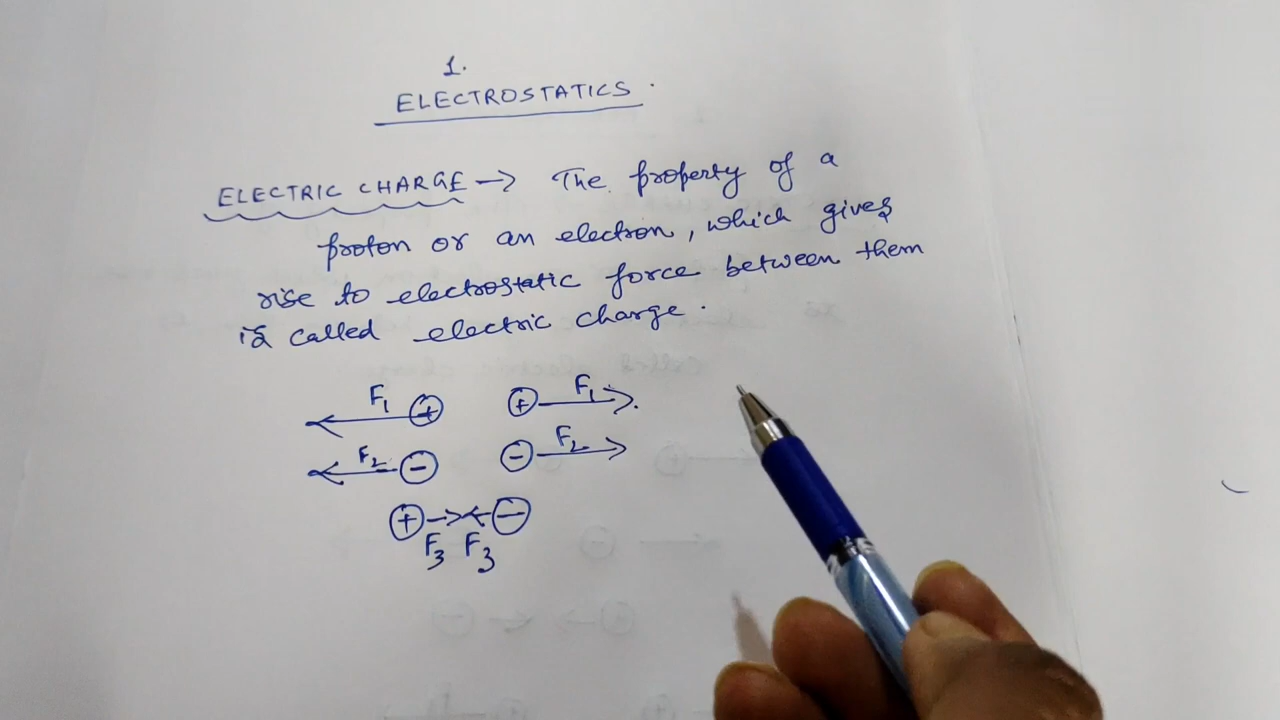 1.
ELECTROSTATICS.
ELECTRIC CHARGE → The property of a
proton or an electron, which gives
rise to electrostatic force between them
is called electric charge.
F1 + + F1
F2 - - F2
+ -
F3 F3